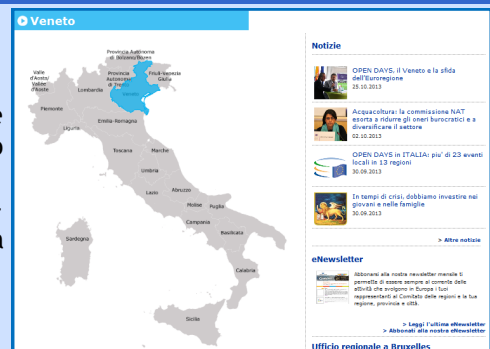 Veneto
Provincia Autonoma
di Bolzano/Bozen
Valle
d'Aosta/
Vallée
d'Aoste
Provincia
Autonoma
di Trento
Friuli-Venezia
Giulia
Lombardia
Veneto
Piemonte
Emilia-Romagna
Liguria
Toscana
Marche
Umbria
Lazio
Abruzzo
Molise
Puglia
Campania
Basilicata
Sardegna
Calabria
Sicilia
Notizie
OPEN DAYS, il Veneto e la sfida
dell'Euroregione
25.10.2013
Acquacoltura: la commissione NAT
esorta a ridurre gli oneri burocratici e a
diversificare il settore
02.10.2013
OPEN DAYS in ITALIA: piu' di 23 eventi
locali in 13 regioni
30.09.2013
In tempi di crisi, dobbiamo investire nei
giovani e nelle famiglie
30.09.2013
> Altre notizie
eNewsletter
Abbonarsi alla nostra newsletter mensile ti
permette di essere sempre al corrente delle
attività che svolgono in Europa i tuoi
rappresentanti al Comitato delle regioni e la tua
regione, provincia e città.
> Leggi l'ultima eNewsletter
> Abbonati alla nostra eNewsletter
Ufficio regionale a Bruxelles